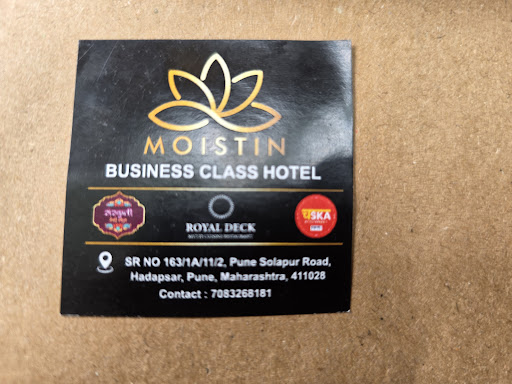 MOISTIN
BUSINESS CLASS HOTEL
ROYAL DECK
SKA
SR NO 163/1A/11/2, Pune Solapur Road,
Hadapsar, Pune, Maharashtra, 411028
Contact : 7083268181